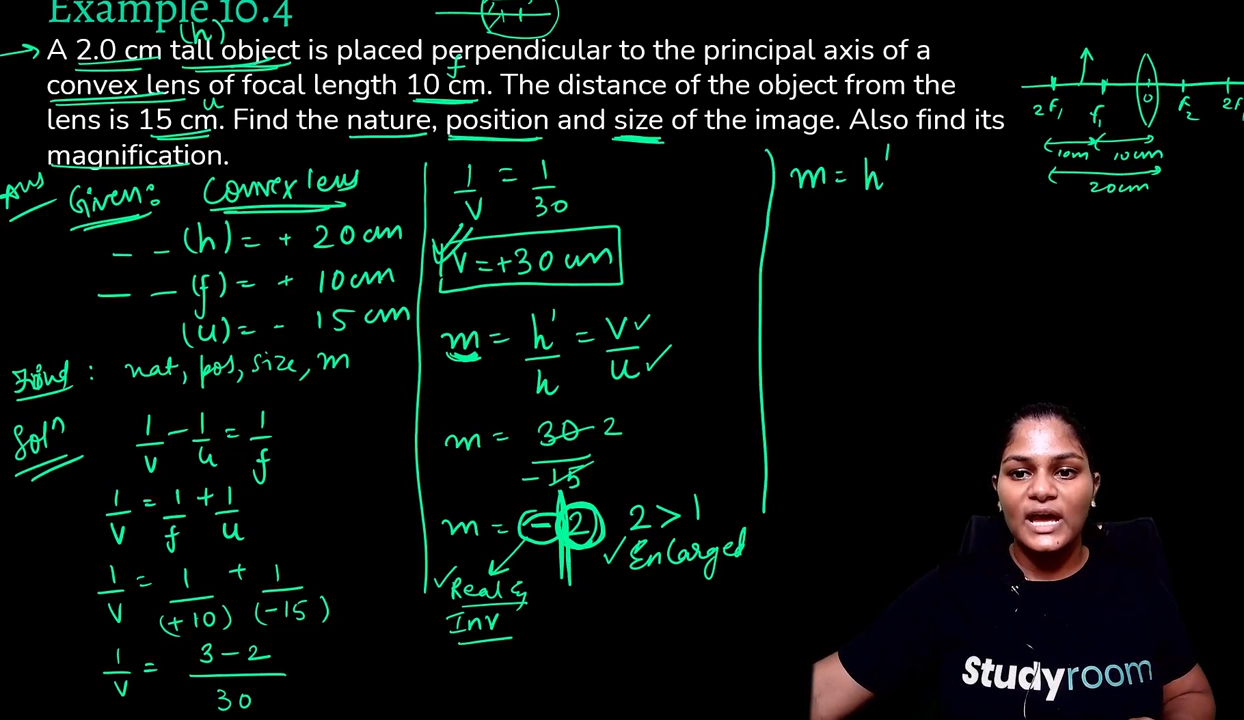 Example 10.4
(h)
A 2.0 cm tall object is placed perpendicular to the principal axis of a
f
convex lens of focal length 10 cm. The distance of the object from the
u
lens is 15 cm. Find the nature, position and size of the image. Also find its
magnification.
2F1 F1 O F2 2F
10cm 10cm
20cm
Ans
Given: Convex lens
(h) = + 20 cm
(f) = + 10 cm
(u) = - 15 cm
Find : nat, pos, size, m
Solⁿ
1/v - 1/u = 1/f
1/v = 1/f + 1/u
1/v = 1/(+10) + 1/(-15)
1/v = 3-2/30
1/v = 1/30
v = +30 cm
m = h'/h = v/u
m = 30/-15 2
m = -2 2 > 1
Enlarged
Real &
Inv
m = h'
Studyroom